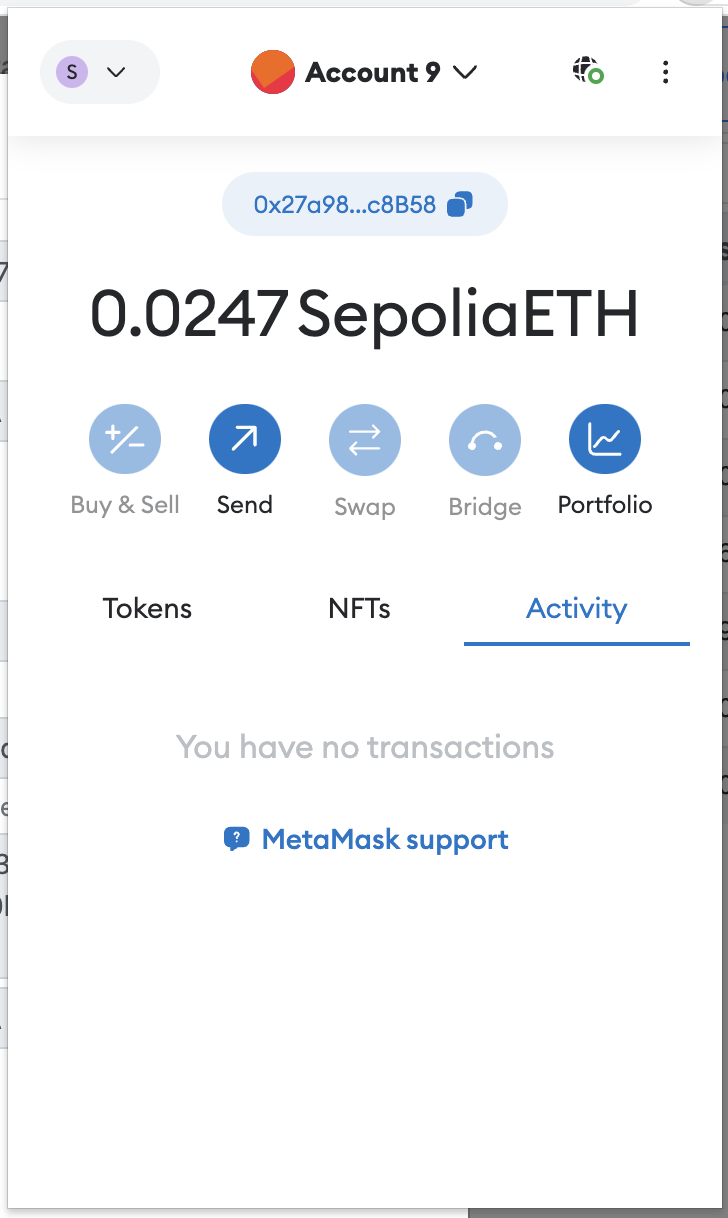 S
Account 9
0x27a98...c8B58
0.0247 SepoliaETH
Buy & Sell
Send
Swap
Bridge
Portfolio
Tokens
NFTs
Activity
You have no transactions
MetaMask support